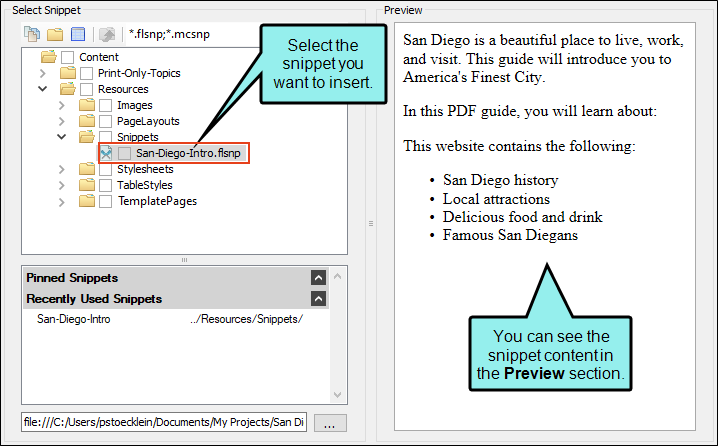 Select Snippet
*.flsnp;*.mcsnp
Content
Print-Only-Topics
Resources
Images
PageLayouts
Snippets
San-Diego-Intro.flsnp
Stylesheets
TableStyles
TemplatePages
Select the
snippet you
want to insert.
Pinned Snippets
Recently Used Snippets
San-Diego-Intro ../Resources/Snippets/
file:///C:/Users/pstoecklein/Documents/My Projects/San Di
...
Preview
San Diego is a beautiful place to live, work,
and visit. This guide will introduce you to
America's Finest City.
In this PDF guide, you will learn about:
This website contains the following:
• San Diego history
• Local attractions
• Delicious food and drink
• Famous San Diegans
You can see the
snippet content in
the Preview section.